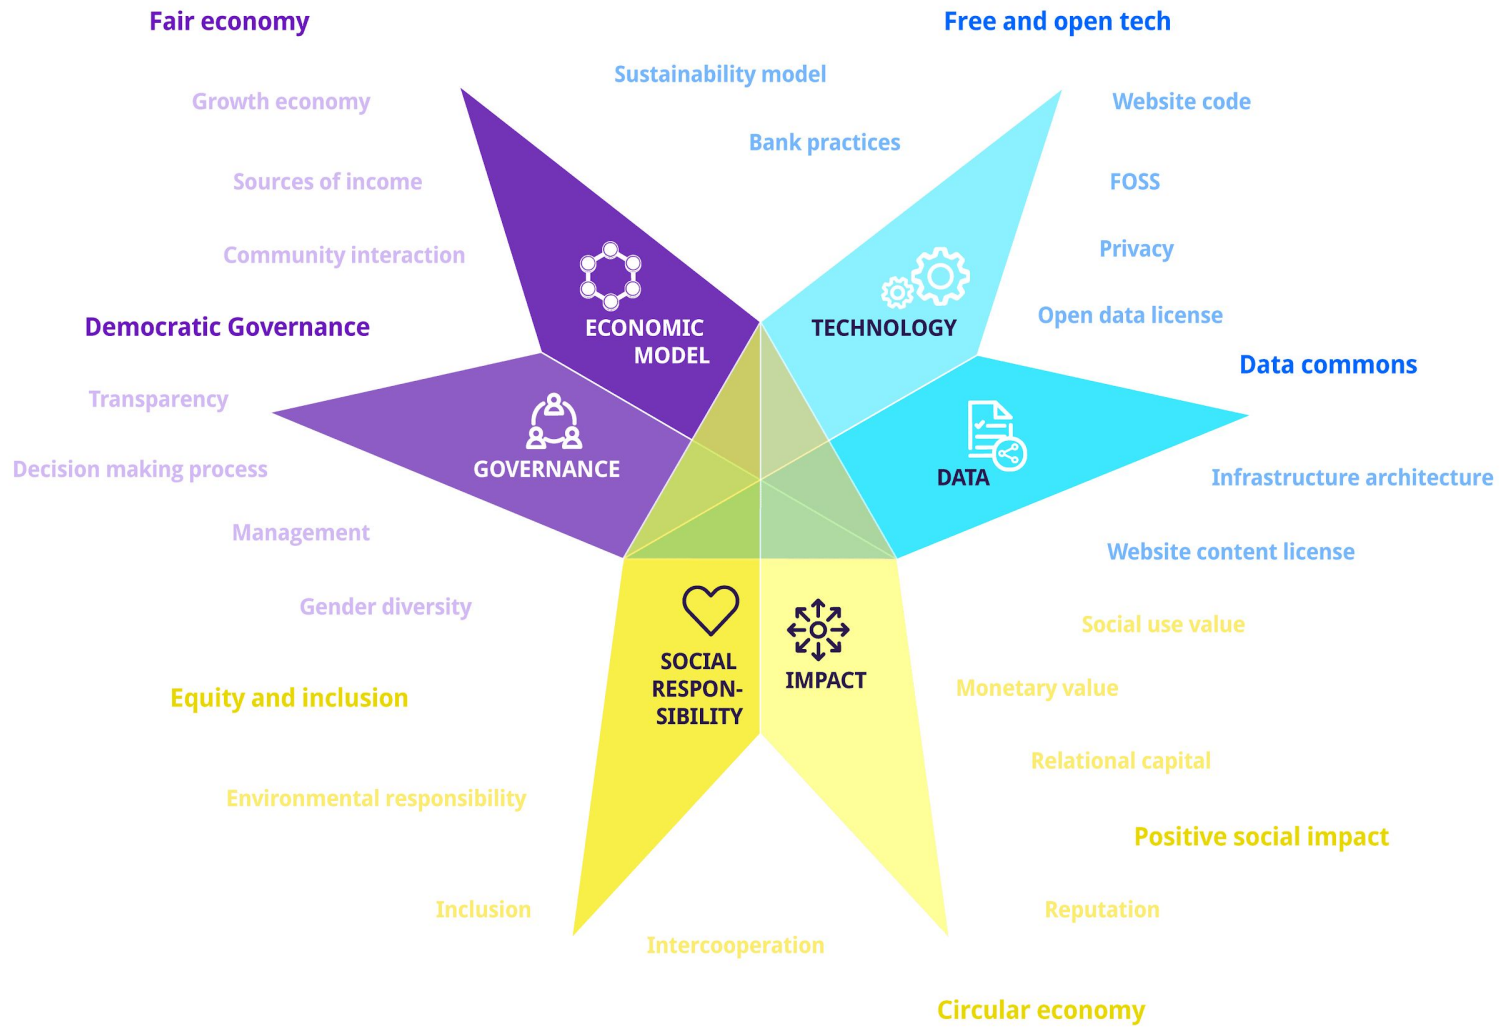 Fair economy
Free and open tech
Sustainability model
Growth economy
Website code
Bank practices
Sources of income
FOSS
Community interaction
Privacy
Open data license
Democratic Governance
ECONOMIC
MODEL
TECHNOLOGY
Data commons
Transparency
GOVERNANCE
DATA
Decision making process
Infrastructure architecture
Management
Website content license
Gender diversity
Social use value
SOCIAL
RESPON-
SIBILITY
IMPACT
Monetary value
Equity and inclusion
Relational capital
Environmental responsibility
Positive social impact
Inclusion
Reputation
Intercooperation
Circular economy